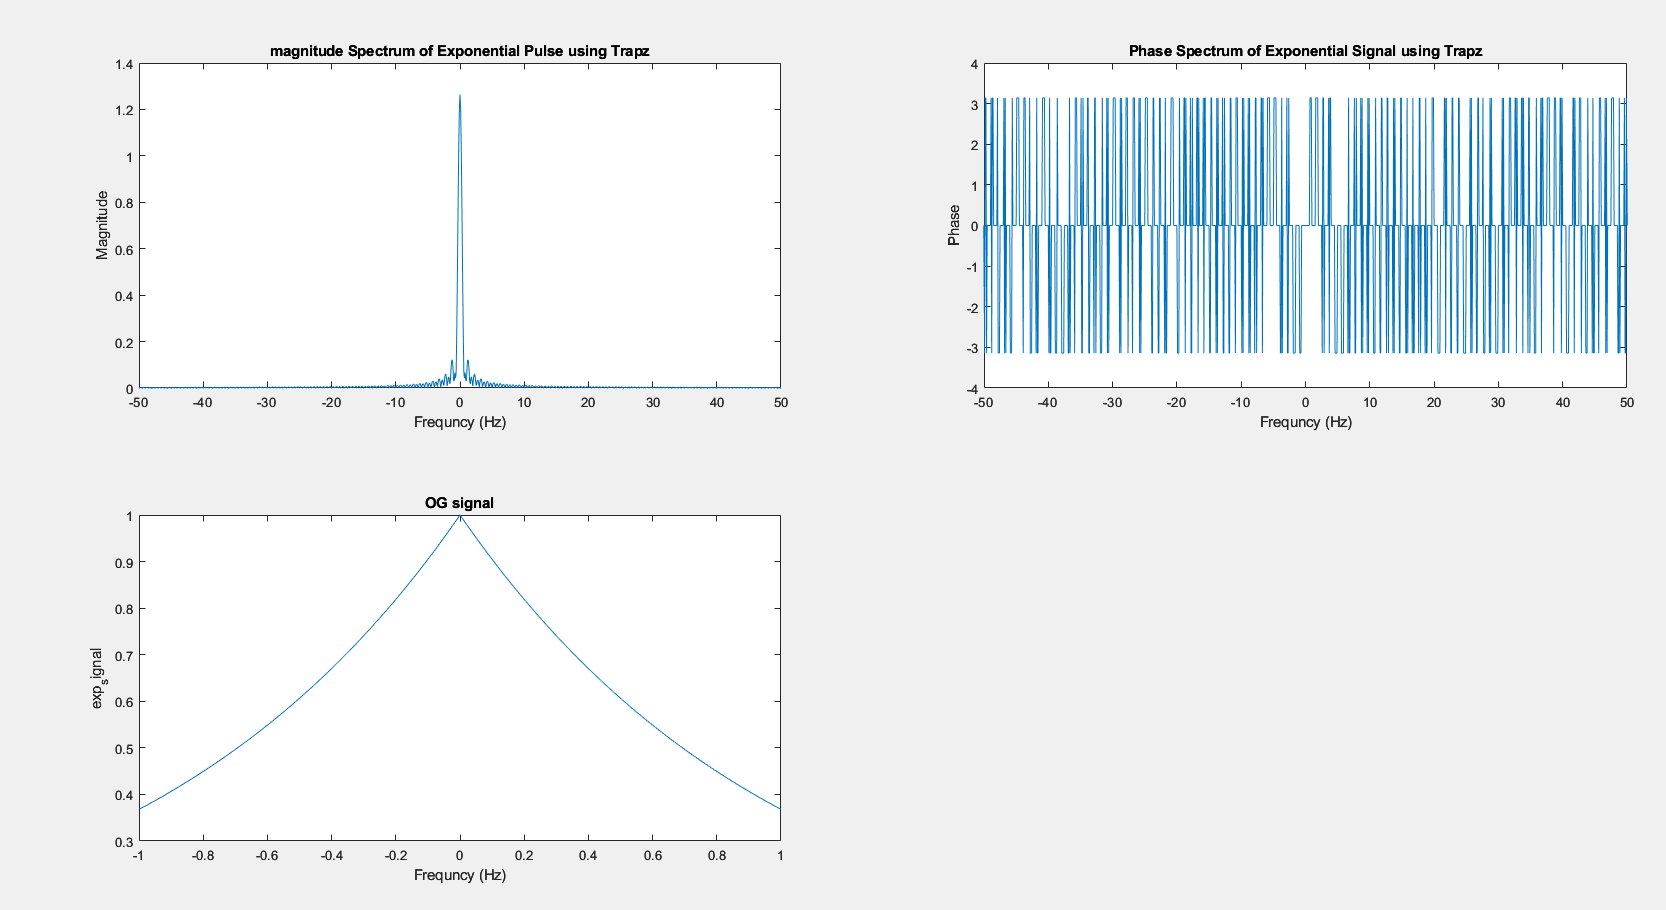 magnitude Spectrum of Exponential Pulse using Trapz
1.4
1.2
1
0.8
0.6
0.4
0.2
0
Magnitude
-50 -40 -30 -20 -10 0 10 20 30 40 50
Frequncy (Hz)
Phase Spectrum of Exponential Signal using Trapz
4
3
2
1
0
-1
-2
-3
-4
Phase
-50 -40 -30 -20 -10 0 10 20 30 40 50
Frequncy (Hz)
OG signal
1
0.9
0.8
0.7
0.6
0.5
0.4
0.3
exp_signal
-1 -0.8 -0.6 -0.4 -0.2 0 0.2 0.4 0.6 0.8 1
Frequncy (Hz)